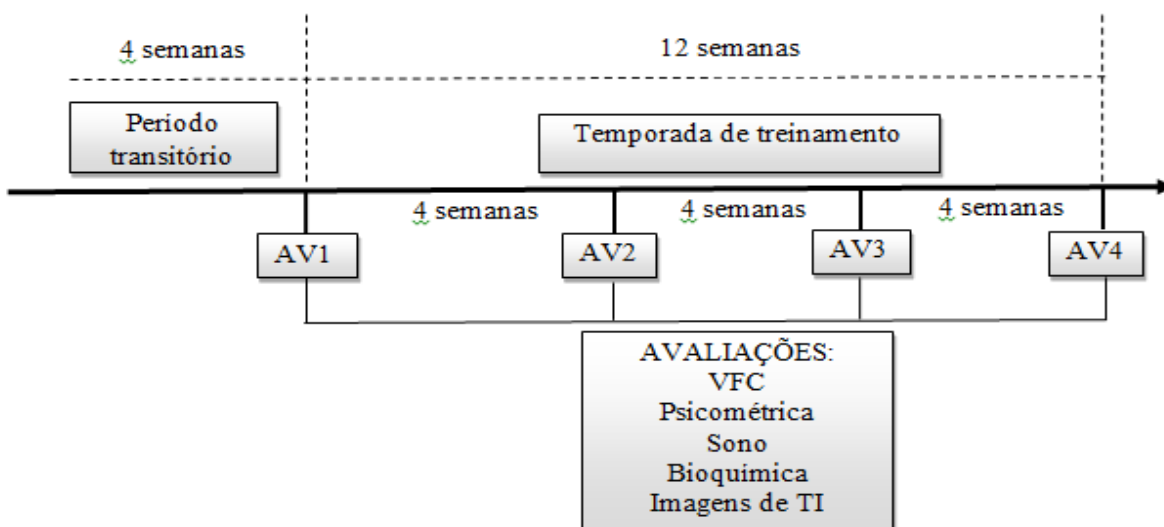 4 semanas
12 semanas
Periodo
transitório
Temporada de treinamento
4 semanas
4 semanas
4 semanas
AV1
AV2
AV3
AV4
AVALIAÇÕES:
VFC
Psicométrica
Sono
Bioquímica
Imagens de TI